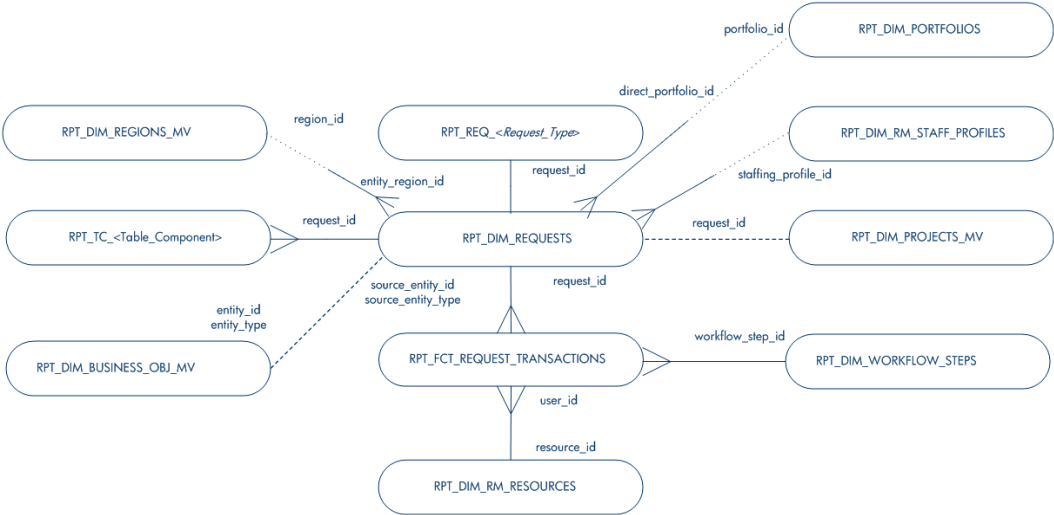 portfolio_id
RPT_DIM_PORTFOLIOS
direct_portfolio_id
RPT_DIM_REGIONS_MV
region_id
RPT_REQ_<Request_Type>
RPT_DIM_RM_STAFF_PROFILES
request_id
staffing_profile_id
entity_region_id
RPT_TC_<Table_Component>
request_id
RPT_DIM_REQUESTS
request_id
RPT_DIM_PROJECTS_MV
source_entity_id
source_entity_type
request_id
entity_id
entity_type
RPT_DIM_BUSINESS_OBJ_MV
RPT_FCT_REQUEST_TRANSACTIONS
workflow_step_id
RPT_DIM_WORKFLOW_STEPS
user_id
resource_id
RPT_DIM_RM_RESOURCES